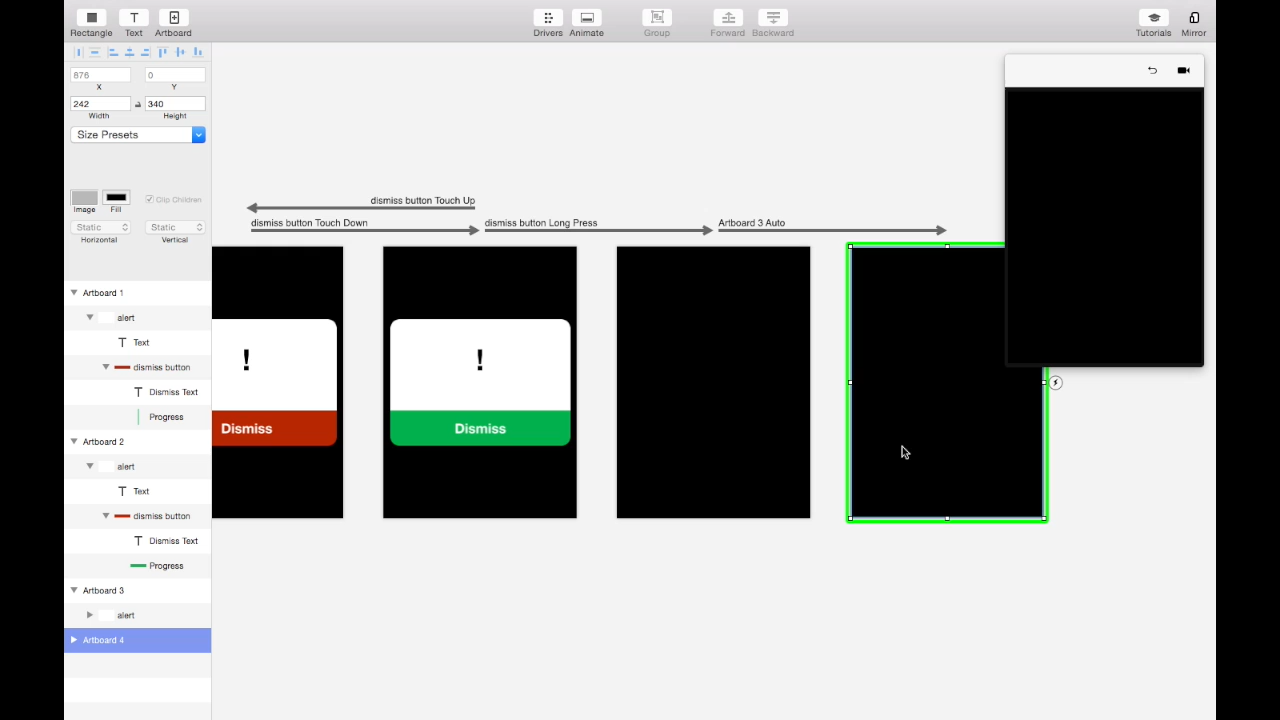 Rectangle Text Artboard Drivers Animate Group Forward Backward Tutorials Mirror
876 0
X Y
242 340
Width Height
Size Presets
Image Fill Clip Children
Static Static
Horizontal Vertical
Artboard 1
alert
Text
dismiss button
Dismiss Text
Progress
Artboard 2
alert
Text
dismiss button
Dismiss Text
Progress
Artboard 3
alert
Artboard 4
dismiss button Touch Up
dismiss button Touch Down dismiss button Long Press Artboard 3 Auto
! !
Dismiss Dismiss